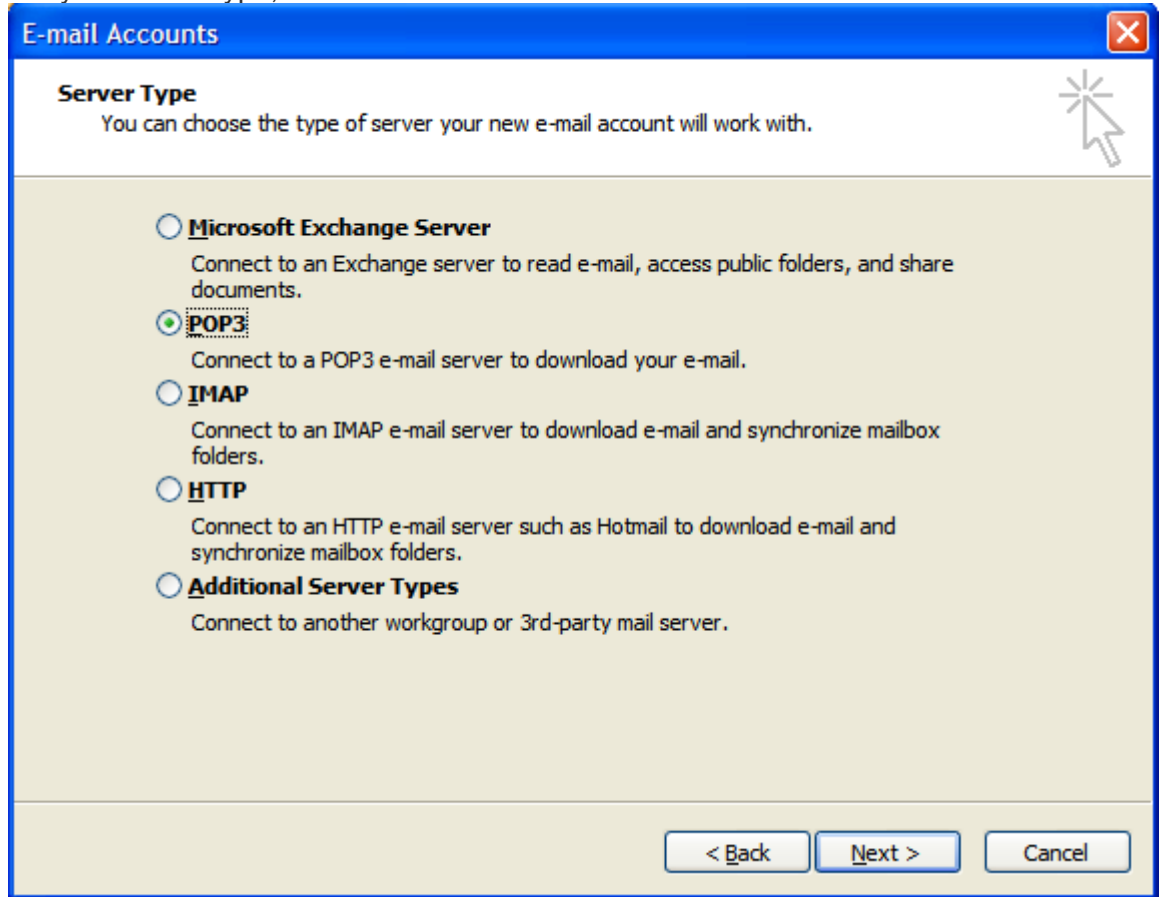 E-mail Accounts
Server Type
You can choose the type of server your new e-mail account will work with.
Microsoft Exchange Server
Connect to an Exchange server to read e-mail, access public folders, and share
documents.
POP3
Connect to a POP3 e-mail server to download your e-mail.
IMAP
Connect to an IMAP e-mail server to download e-mail and synchronize mailbox
folders.
HTTP
Connect to an HTTP e-mail server such as Hotmail to download e-mail and
synchronize mailbox folders.
Additional Server Types
Connect to another workgroup or 3rd-party mail server.
< Back Next > Cancel